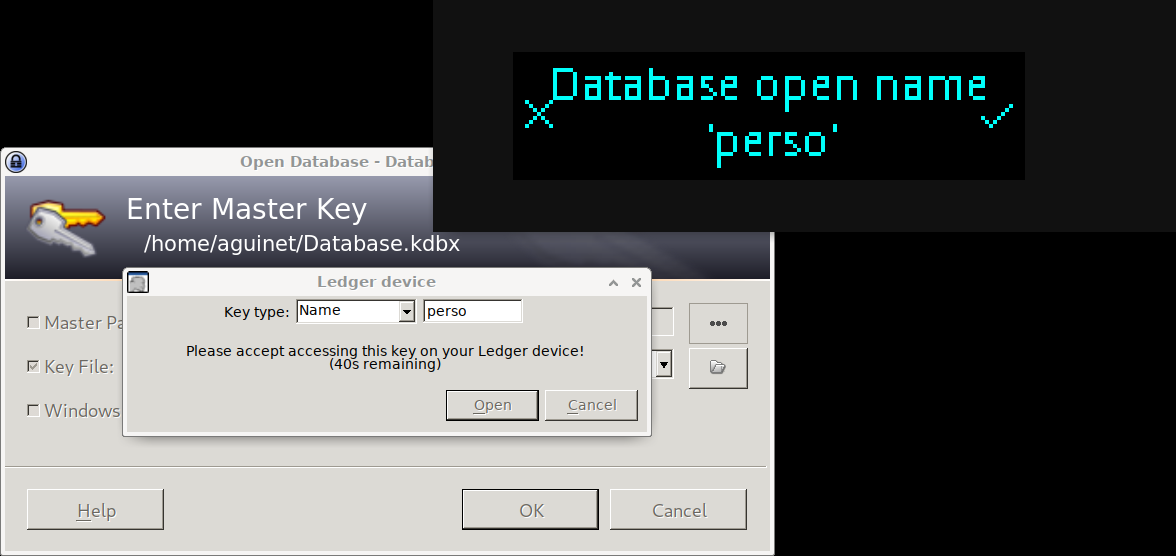 Database open name
'perso'
Open Database - Datab
Enter Master Key
/home/aguinet/Database.kdbx
Ledger device
Key type: Name perso
Please accept accessing this key on your Ledger device!
(40s remaining)
Open Cancel
Master Pa
Key File:
Windows
Help OK Cancel